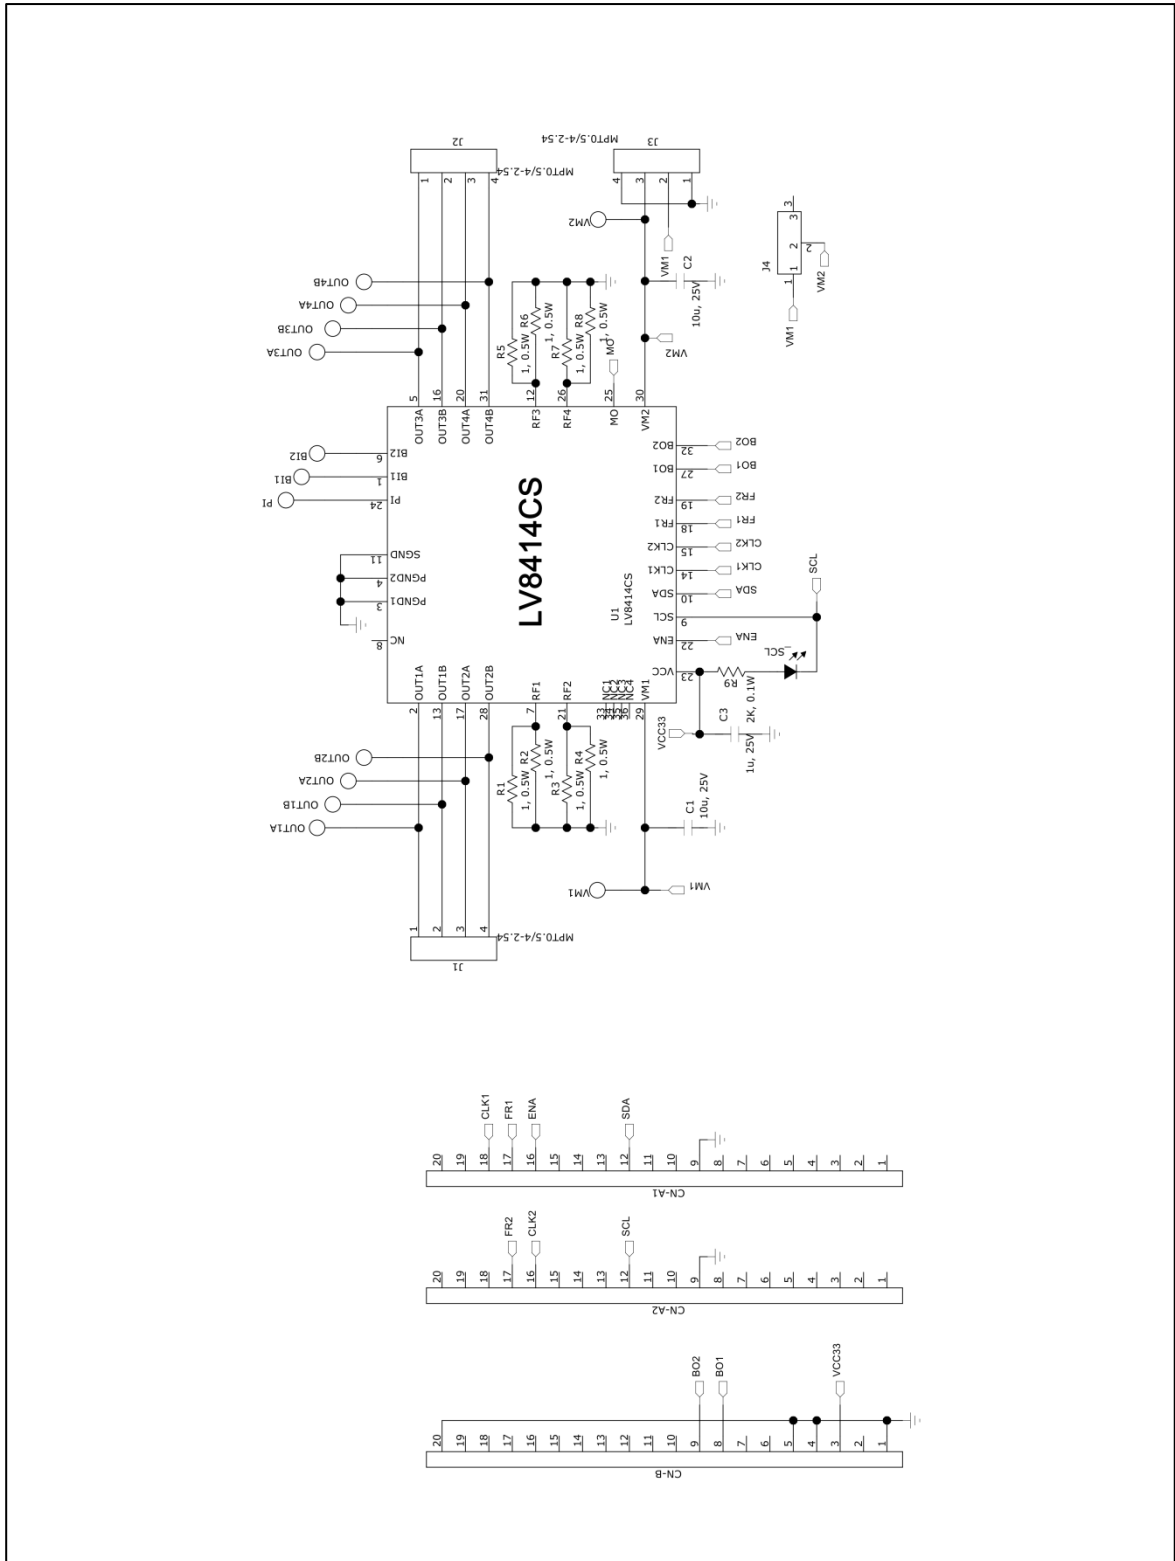 J2
MPT0.5/4-2.54
1
2
3
4
J3
MPT0.5/4-2.54
4
3
2
1
VM2
VM1
C2
10u, 25V
VM2
J4
1
2
3
1
2
3
VM1
VM2
OUT4B
OUT4A
OUT3B
OUT3A
R5
1, 0.5W
R6
1, 0.5W
R7
1, 0.5W
R8
1, 0.5W
MO
5
16
20
31
12
26
25
30
OUT3A
OUT3B
OUT4A
OUT4B
RF3
RF4
MO
VM2
BI2
BI1
PI
6
BI2
1
BI1
24
PI
11
SGND
4
PGND2
3
PGND1
8
NC
LV8414CS
U1
LV8414CS
BO2
32
BO2
BO1
27
BO1
FR2
19
FR2
FR1
18
FR1
CLK2
15
CLK2
CLK1
14
CLK1
SDA
10
SDA
SCL
9
SCL
ENA
22
ENA
VCC
23
_SCL
R9
2K, 0.1W
C3
1u, 25V
VCC33
OUT1A
OUT1B
OUT2A
OUT2B
RF1
RF2
NC1
NC2
NC3
NC4
VM1
2
13
17
28
7
21
33
34
35
36
29
OUT2B
OUT2A
OUT1B
OUT1A
R1
1, 0.5W
R2
1, 0.5W
R3
1, 0.5W
R4
1, 0.5W
C1
10u, 25V
VM1
VM1
1
2
3
4
J1
MPT0.5/4-2.54
CLK1
FR1
ENA
SDA
20
19
18
17
16
15
14
13
12
11
10
9
8
7
6
5
4
3
2
1
CN-A1
FR2
CLK2
SCL
20
19
18
17
16
15
14
13
12
11
10
9
8
7
6
5
4
3
2
1
CN-A2
BO2
BO1
VCC33
20
19
18
17
16
15
14
13
12
11
10
9
8
7
6
5
4
3
2
1
CN-B